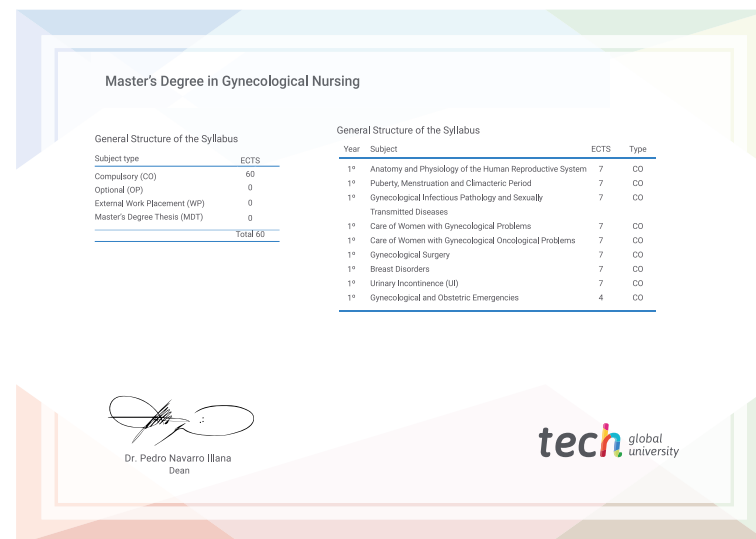 Master's Degree in Gynecological Nursing
General Structure of the Syllabus
Subject type ECTS
Compulsory (CO) 60
Optional (OP) 0
External Work Placement (WP) 0
Master's Degree Thesis (MDT) 0
Total 60
General Structure of the Syllabus
Year Subject ECTS Type
1º Anatomy and Physiology of the Human Reproductive System 7 CO
1º Puberty, Menstruation and Climacteric Period 7 CO
1º Gynecological Infectious Pathology and Sexually 7 CO
Transmitted Diseases
1º Care of Women with Gynecological Problems 7 CO
1º Care of Women with Gynecological Oncological Problems 7 CO
1º Gynecological Surgery 7 CO
1º Breast Disorders 7 CO
1º Urinary Incontinence (UI) 7 CO
1º Gynecological and Obstetric Emergencies 4 CO
Dr. Pedro Navarro Illana
Dean
tech global
university